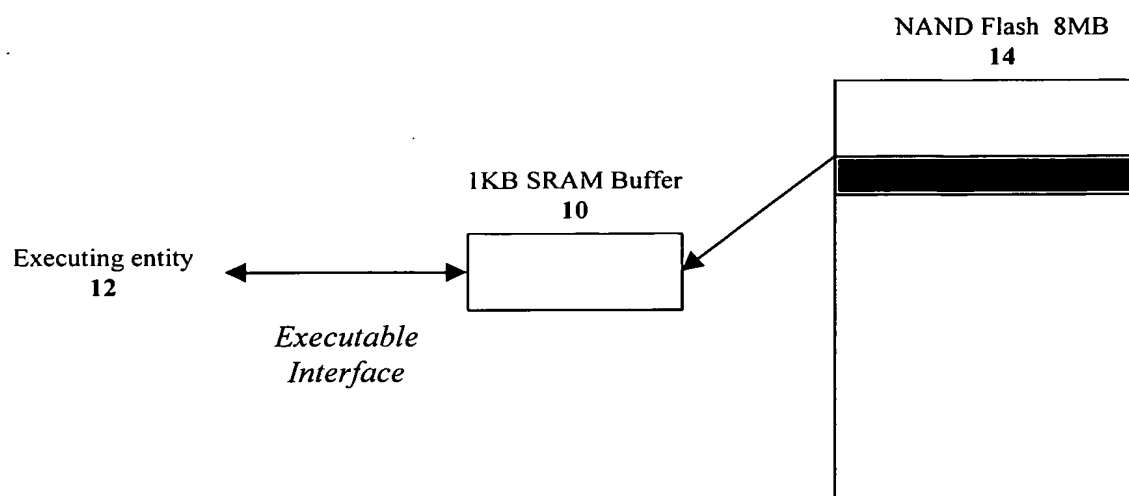 NAND Flash 8MB
14
1KB SRAM Buffer
10
Executing entity
12
Executable
Interface